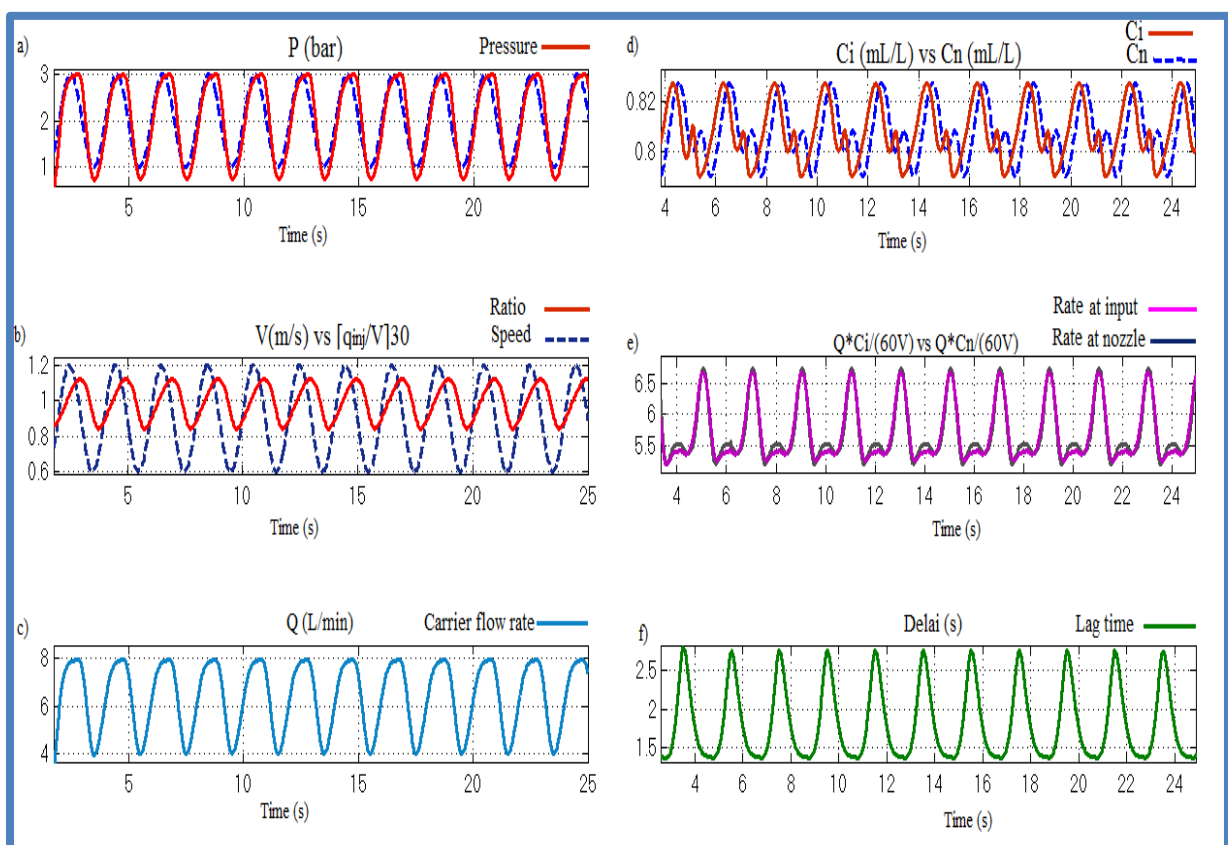 a)
P (bar)
Pressure
3
2
1
5
10
15
20
25
Time (s)
b)
Ratio
Speed
V(m/s) vs [qinj/V]30
1.2
1
0.8
0.6
5
10
15
20
25
Time (s)
c)
Q (L/min)
Carrier flow rate
8
6
4
5
10
15
20
25
Time (s)
d)
Ci
Cn
Ci (mL/L) vs Cn (mL/L)
0.82
0.8
4
6
8
10
12
14
16
18
20
22
24
Time (s)
e)
Rate at input
Rate at nozzle
Q*Ci/(60V) vs Q*Cn/(60V)
6.5
6
5.5
4
6
8
10
12
14
16
18
20
22
24
Time (s)
f)
Delai (s)
Lag time
2.5
2
1.5
4
6
8
10
12
14
16
18
20
22
24
Time (s)